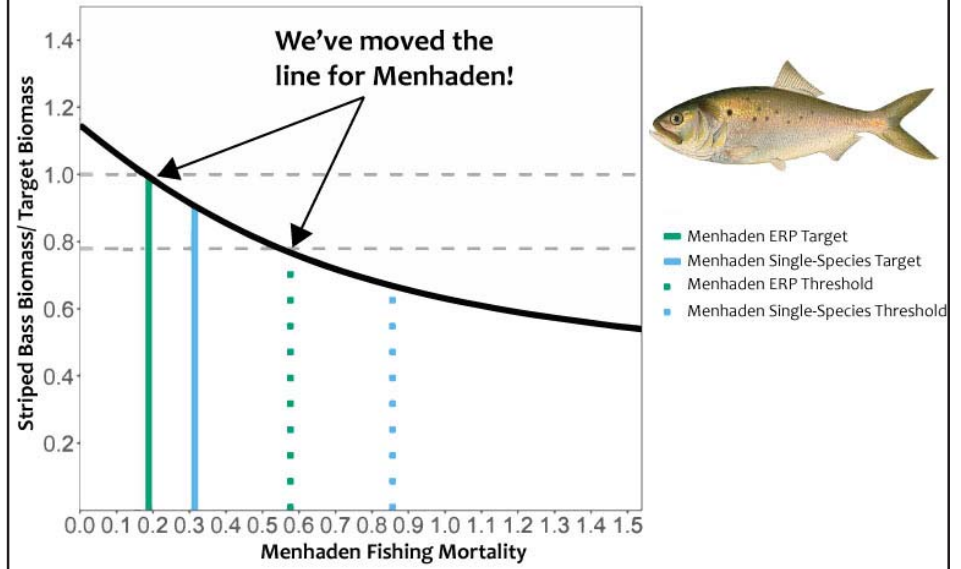 We've moved the
line for Menhaden!
1.4
1.2
1.0
0.8
0.6
0.4
0.2
Striped Bass Biomass/ Target Biomass
0.0 0.1 0.2 0.3 0.4 0.5 0.6 0.7 0.8 0.9 1.0 1.1 1.2 1.3 1.4 1.5
Menhaden Fishing Mortality
Menhaden ERP Target
Menhaden Single-Species Target
Menhaden ERP Threshold
Menhaden Single-Species Threshold